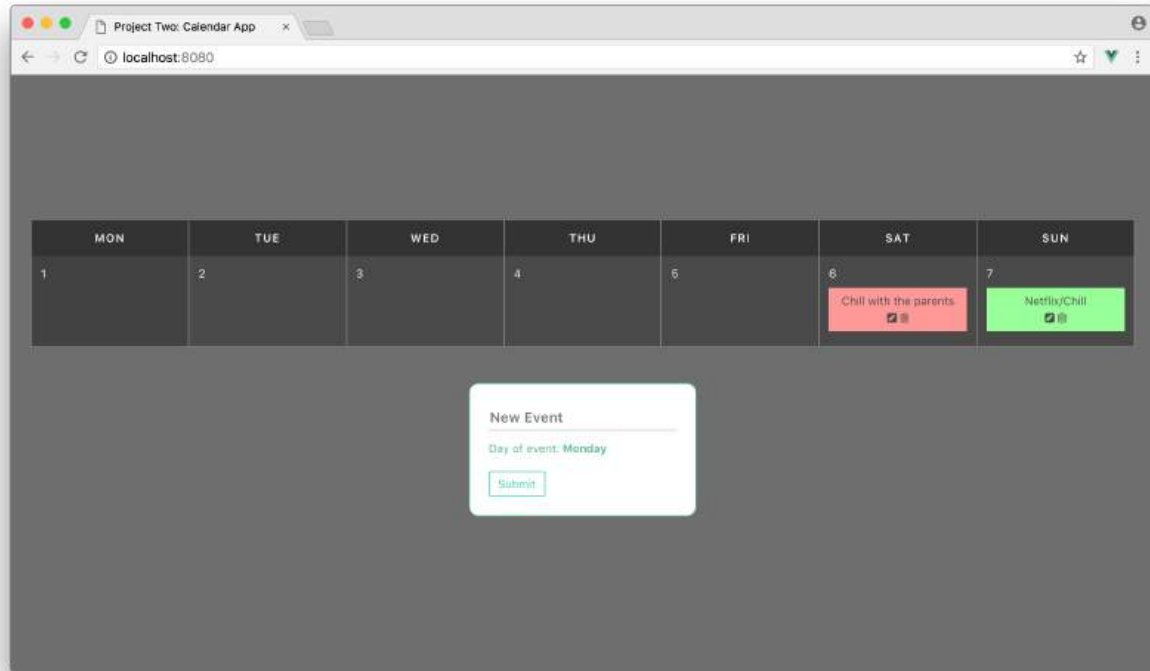 Project Two: Calendar App
localhost:8080
MON TUE WED THU FRI SAT SUN
1 2 3 4 5 6 7
Chill with the parents Netflix/Chill
New Event
Day of event: Monday
Submit